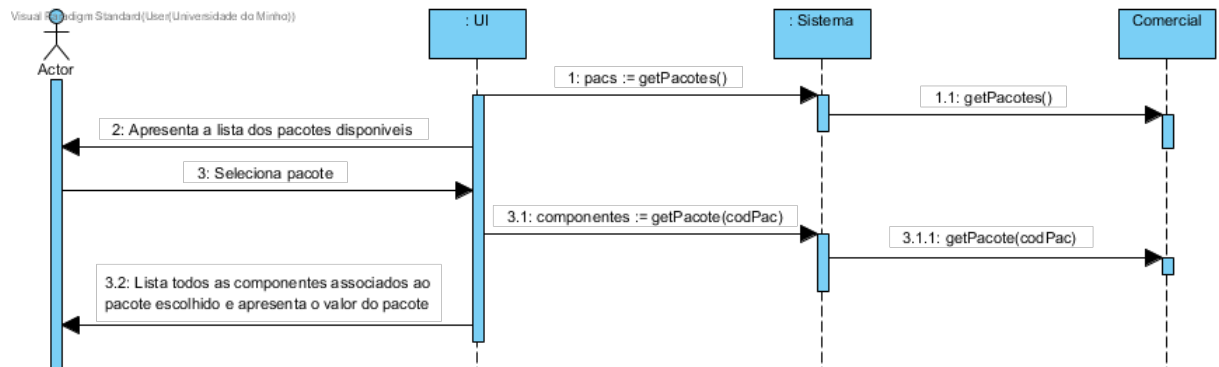 Visual Paradigm Standard(User(Universidade do Minho))
Actor
: UI
: Sistema
Comercial
1: pacs := getPacotes()
1.1: getPacotes()
2: Apresenta a lista dos pacotes disponiveis
3: Seleciona pacote
3.1: componentes := getPacote(codPac)
3.1.1: getPacote(codPac)
3.2: Lista todos as componentes associados ao
pacote escolhido e apresenta o valor do pacote